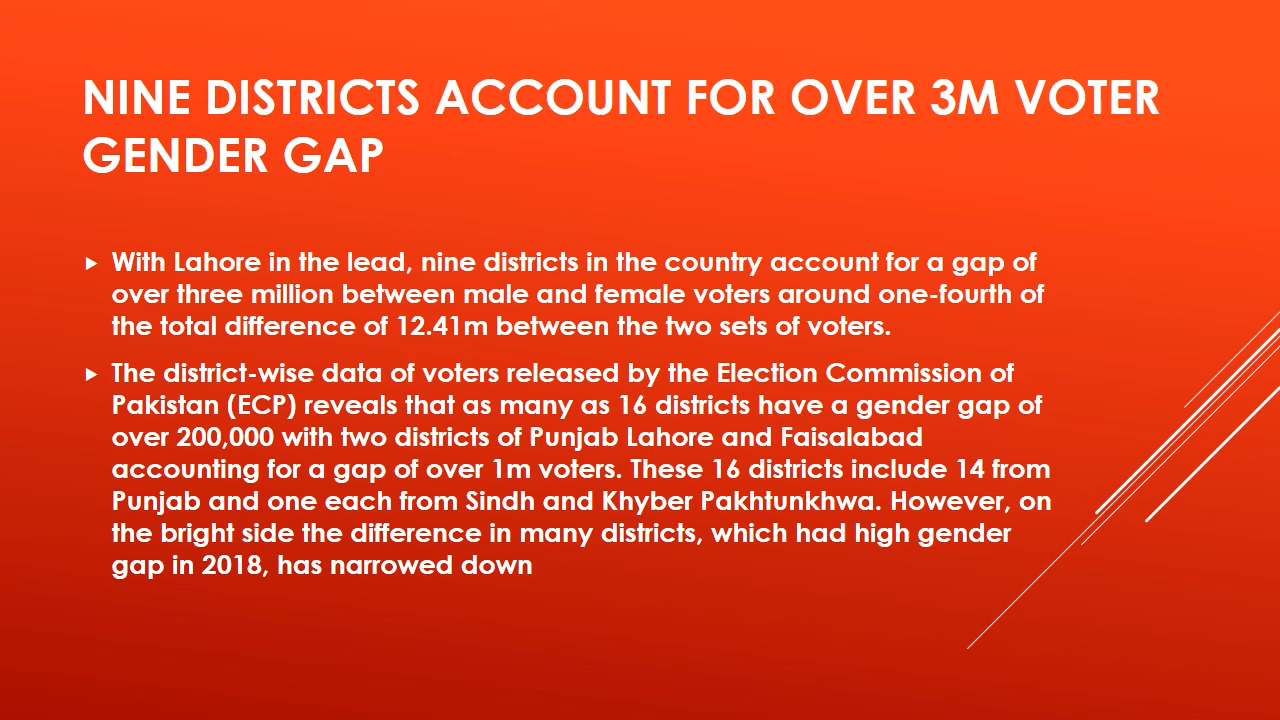 NINE DISTRICTS ACCOUNT FOR OVER 3M VOTER
GENDER GAP
With Lahore in the lead, nine districts in the country account for a gap of
over three million between male and female voters around one-fourth of
the total difference of 12.41m between the two sets of voters.
The district-wise data of voters released by the Election Commission of
Pakistan (ECP) reveals that as many as 16 districts have a gender gap of
over 200,000 with two districts of Punjab Lahore and Faisalabad
accounting for a gap of over 1m voters. These 16 districts include 14 from
Punjab and one each from Sindh and Khyber Pakhtunkhwa. However, on
the bright side the difference in many districts, which had high gender
gap in 2018, has narrowed down